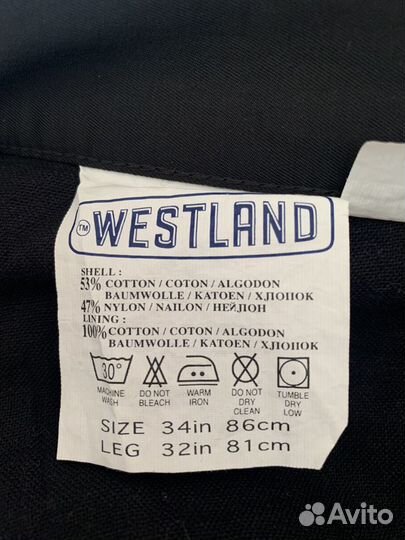 WESTLAND
TM
SHELL :
53% COTTON / COTON / ALGODON
BAUMWOLLE / KATOEN / ХЛОПОК
47% NYLON / NAILON / НЕЙЛОН
LINING :
100% COTTON / COTON / ALGODON
BAUMWOLLE / KATOEN / ХЛОПОК
30°
MACHINE WASH
DO NOT BLEACH
WARM IRON
DO NOT DRY CLEAN
TUMBLE DRY LOW
SIZE 34in 86cm
LEG 32in 81cm
Avito